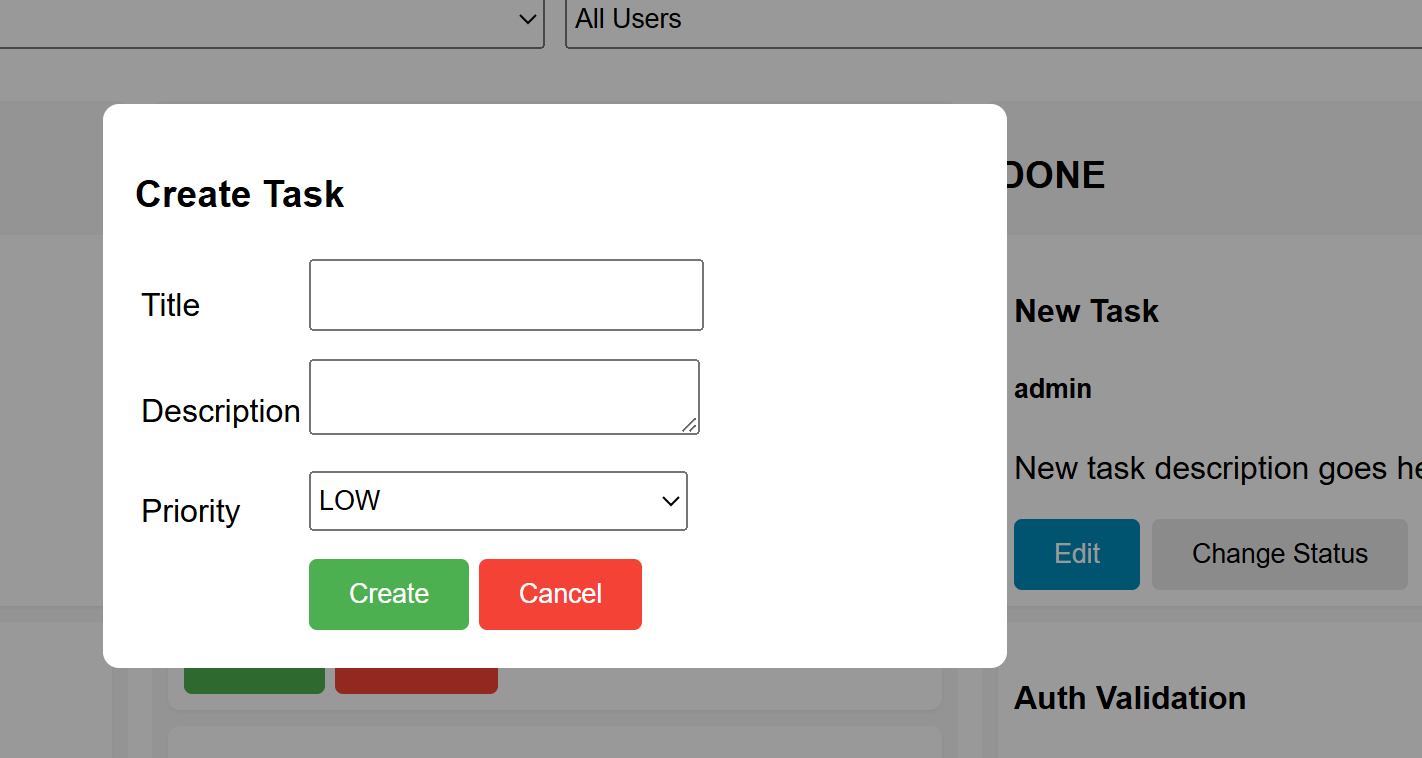 All Users
DONE
Create Task
Title
Description
Priority
LOW
Create
Cancel
New Task
admin
New task description goes
Edit
Change Status
Auth Validation